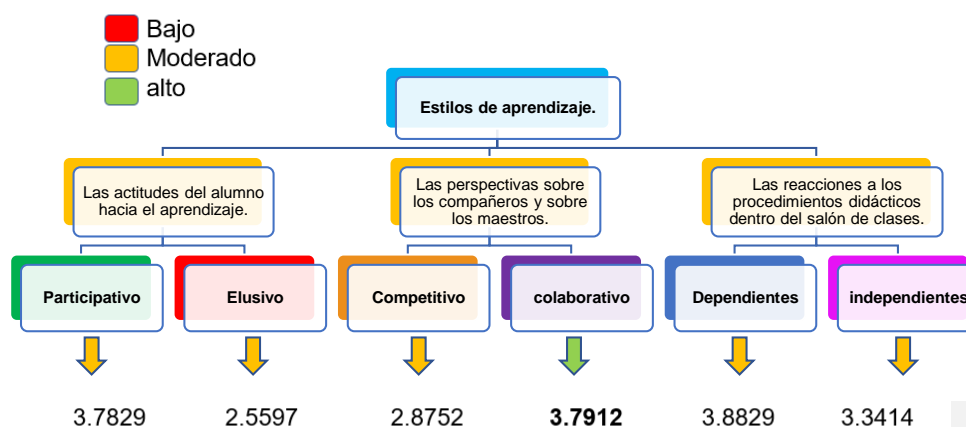 Bajo
Moderado
alto
Estilos de aprendizaje.
Las actitudes del alumno
hacia el aprendizaje.
Las perspectivas sobre
los compañeros y sobre
los maestros.
Las reacciones a los
procedimientos didácticos
dentro del salón de clases.
Participativo
Elusivo
Competitivo
colaborativo
Dependientes
independientes
3.7829
2.5597
2.8752
3.7912
3.8829
3.3414